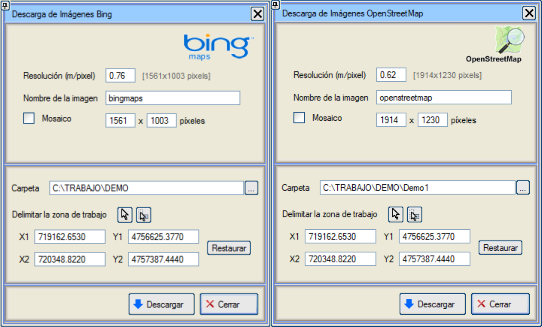 Descarga de Imágenes Bing
bing
maps
Resolución (m/pixel) 0.76 [1561x1003 pixels]
Nombre de la imagen bingmaps
Mosaico 1561 x 1003 píxeles
Carpeta C:\TRABAJO\DEMO ...
Delimitar la zona de trabajo
X1 719162.6530 Y1 4756625.3770
Restaurar
X2 720348.8220 Y2 4757387.4440
Descargar Cerrar
Descarga de Imágenes OpenStreetMap
OpenStreetMap
Resolución (m/pixel) 0.62 [1914x1230 pixels]
Nombre de la imagen openstreetmap
Mosaico 1914 x 1230 píxeles
Carpeta C:\TRABAJO\DEMO\Demo1 ...
Delimitar la zona de trabajo
X1 719162.6530 Y1 4756625.3770
Restaurar
X2 720348.8220 Y2 4757387.4440
Descargar Cerrar